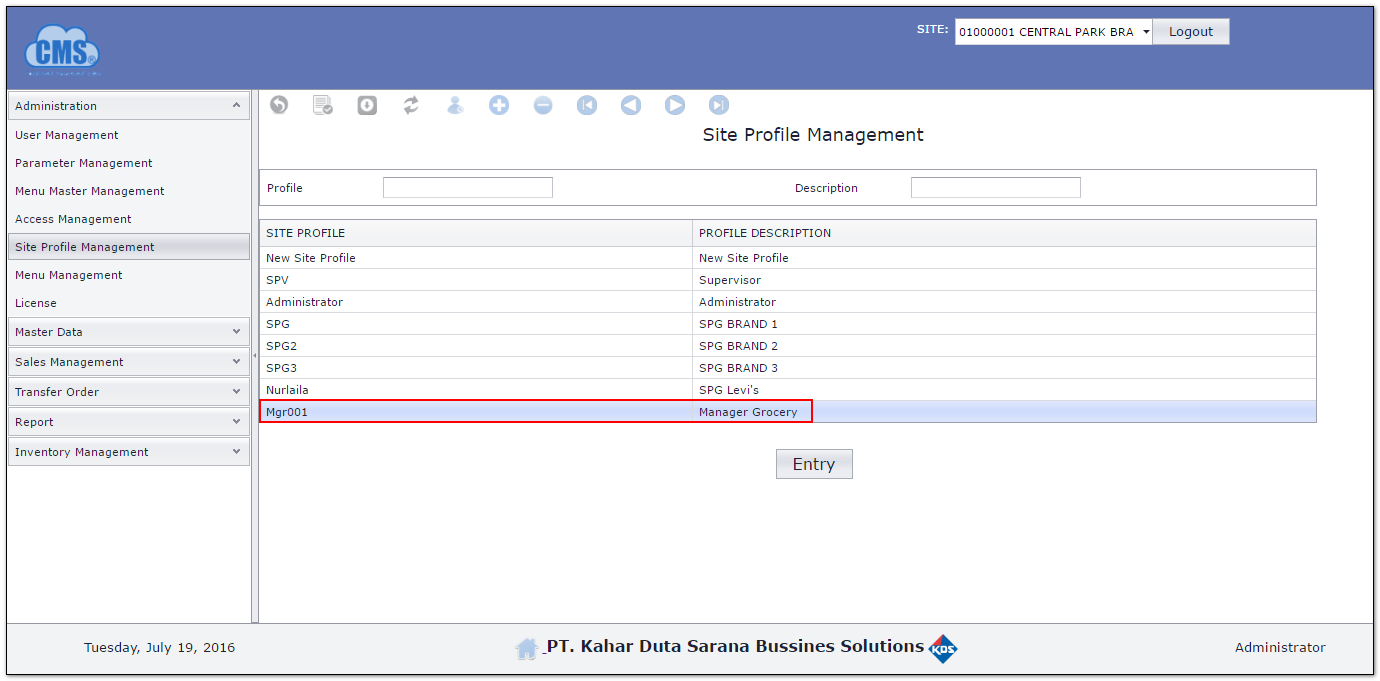 CMS
SITE: 01000001 CENTRAL PARK BRA Logout
Administration
User Management
Parameter Management
Menu Master Management
Access Management
Site Profile Management
Menu Management
License
Master Data
Sales Management
Transfer Order
Report
Inventory Management
Site Profile Management
Profile Description
SITE PROFILE PROFILE DESCRIPTION
New Site Profile New Site Profile
SPV Supervisor
Administrator Administrator
SPG SPG BRAND 1
SPG2 SPG BRAND 2
SPG3 SPG BRAND 3
Nurlaila SPG Levi's
Mgr001 Manager Grocery
Entry
Tuesday, July 19, 2016 PT. Kahar Duta Sarana Bussines Solutions KDS Administrator